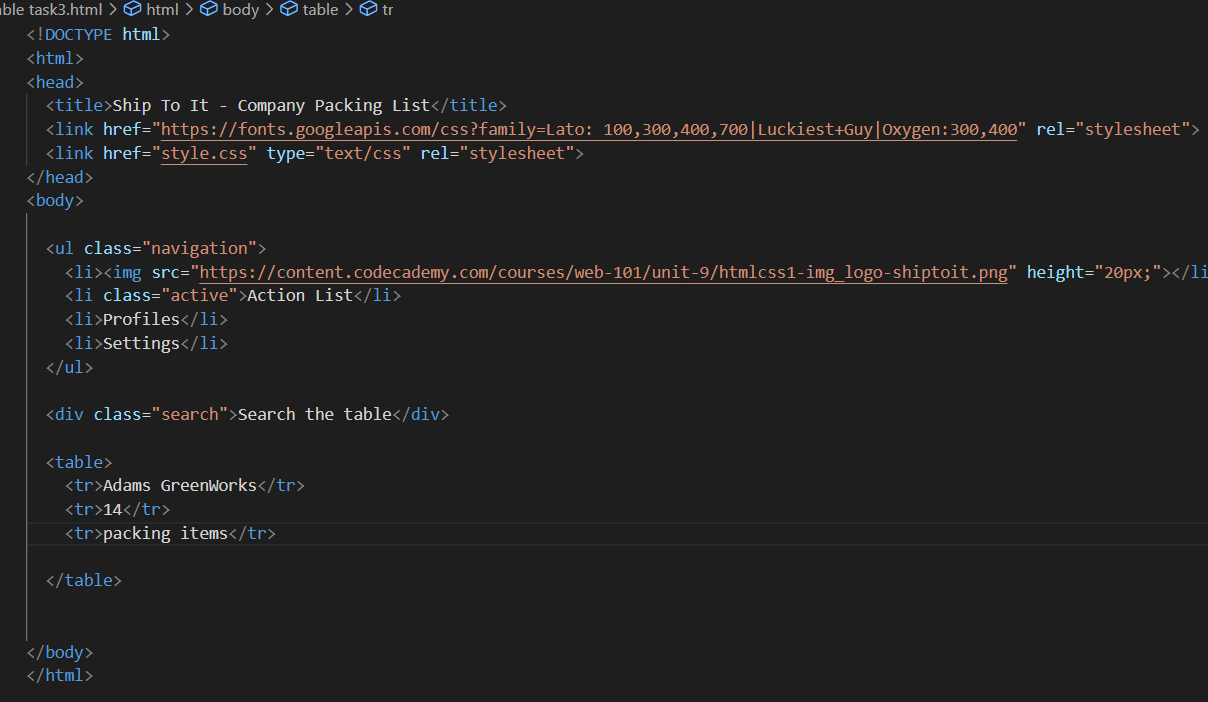 ble task3.html > html > body > table > tr
<!DOCTYPE html>
<html>
<head>
<title>Ship To It - Company Packing List</title>
<link href="https://fonts.googleapis.com/css?family=Lato: 100,300,400,700|Luckiest+Guy|Oxygen:300,400" rel="stylesheet">
<link href="style.css" type="text/css" rel="stylesheet">
</head>
<body>
<ul class="navigation">
<li><img src="https://content.codecademy.com/courses/web-101/unit-9/htmlcss1-img_logo-shiptoit.png" height="20px;"></li
<li class="active">Action List</li>
<li>Profiles</li>
<li>Settings</li>
</ul>
<div class="search">Search the table</div>
<table>
<tr>Adams GreenWorks</tr>
<tr>14</tr>
<tr>packing items</tr>
</table>
</body>
</html>